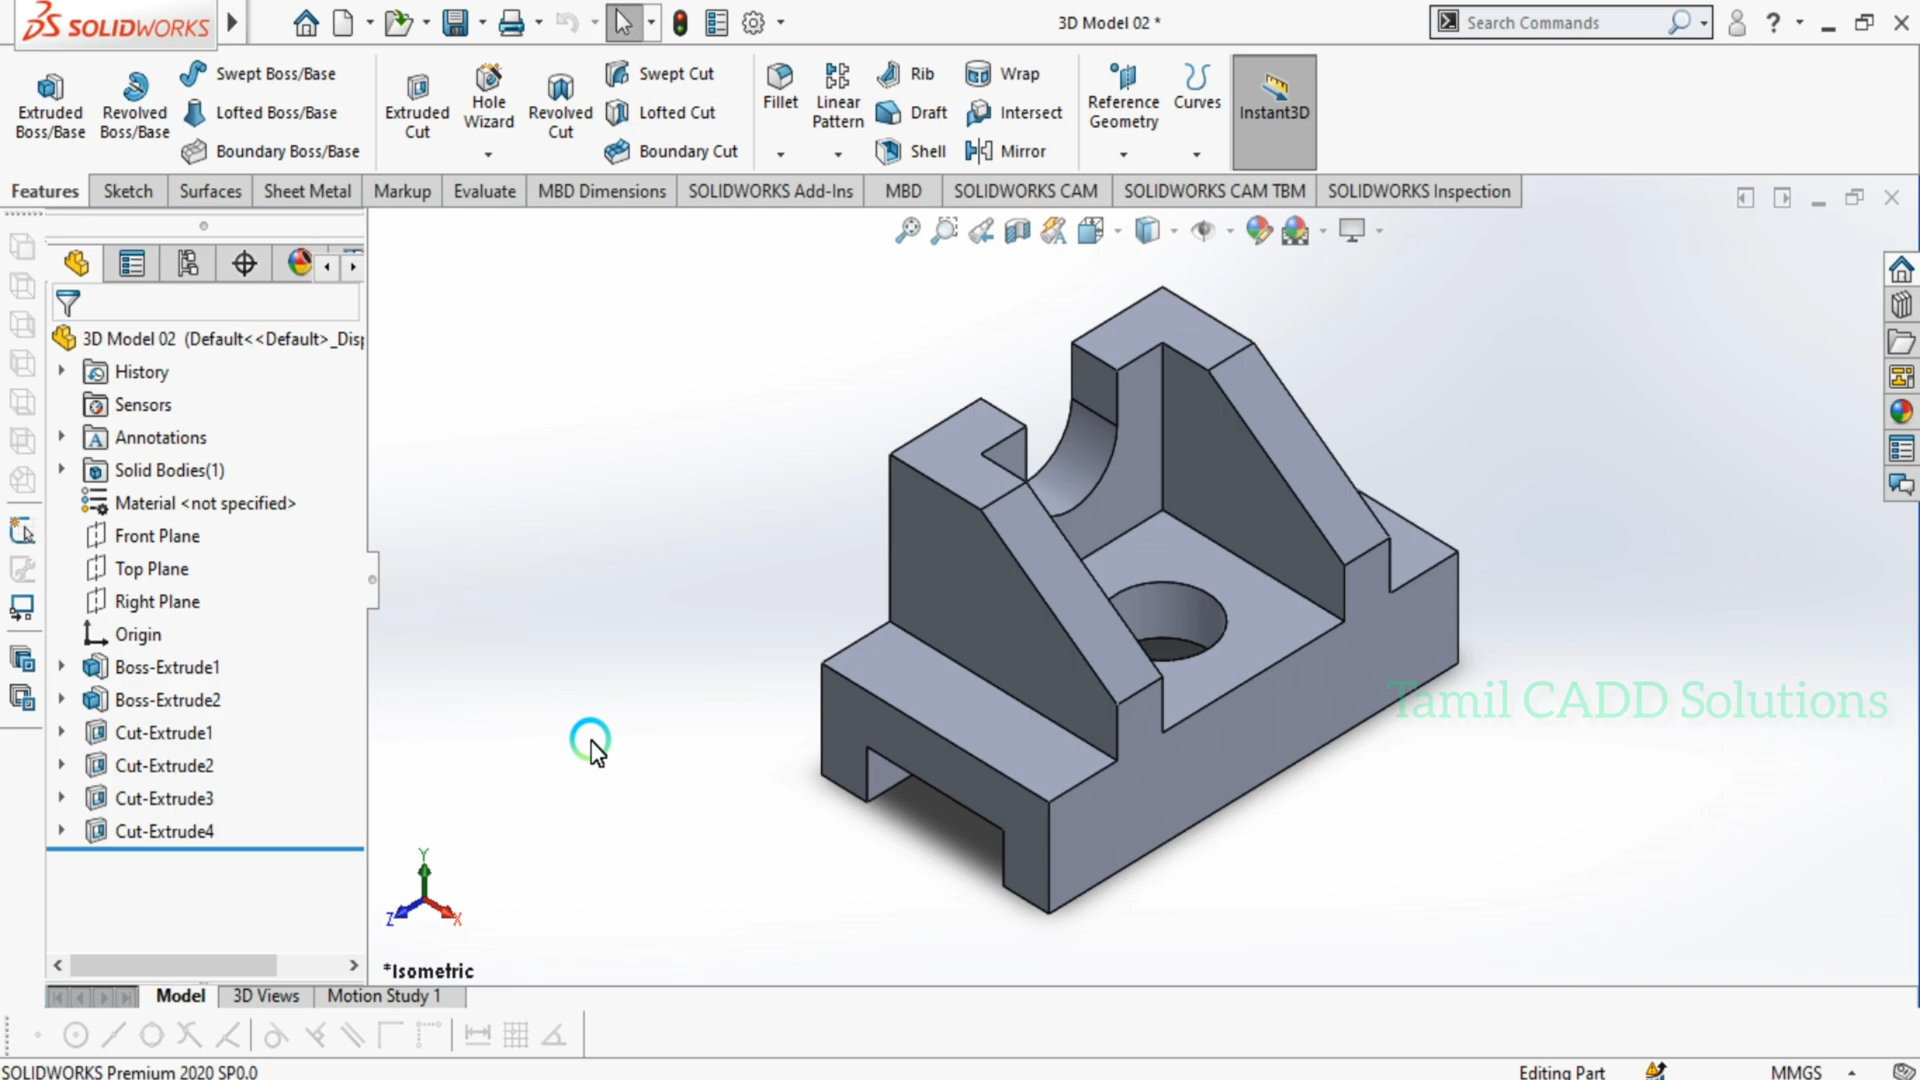 SOLIDWORKS
3D Model 02 *
Search Commands
?
Extruded Boss/Base
Revolved Boss/Base
Swept Boss/Base
Lofted Boss/Base
Boundary Boss/Base
Extruded Cut
Hole Wizard
Revolved Cut
Swept Cut
Lofted Cut
Boundary Cut
Fillet
Linear Pattern
Rib
Draft
Shell
Wrap
Intersect
Mirror
Reference Geometry
Curves
Instant3D
Features
Sketch
Surfaces
Sheet Metal
Markup
Evaluate
MBD Dimensions
SOLIDWORKS Add-Ins
MBD
SOLIDWORKS CAM
SOLIDWORKS CAM TBM
SOLIDWORKS Inspection
3D Model 02 (Default<<Default>_Disp
History
Sensors
Annotations
Solid Bodies(1)
Material <not specified>
Front Plane
Top Plane
Right Plane
Origin
Boss-Extrude1
Boss-Extrude2
Cut-Extrude1
Cut-Extrude2
Cut-Extrude3
Cut-Extrude4
Tamil CADD Solutions
Y
Z
X
*Isometric
Model
3D Views
Motion Study 1
SOLIDWORKS Premium 2020 SP0.0
Editing Part
MMGS